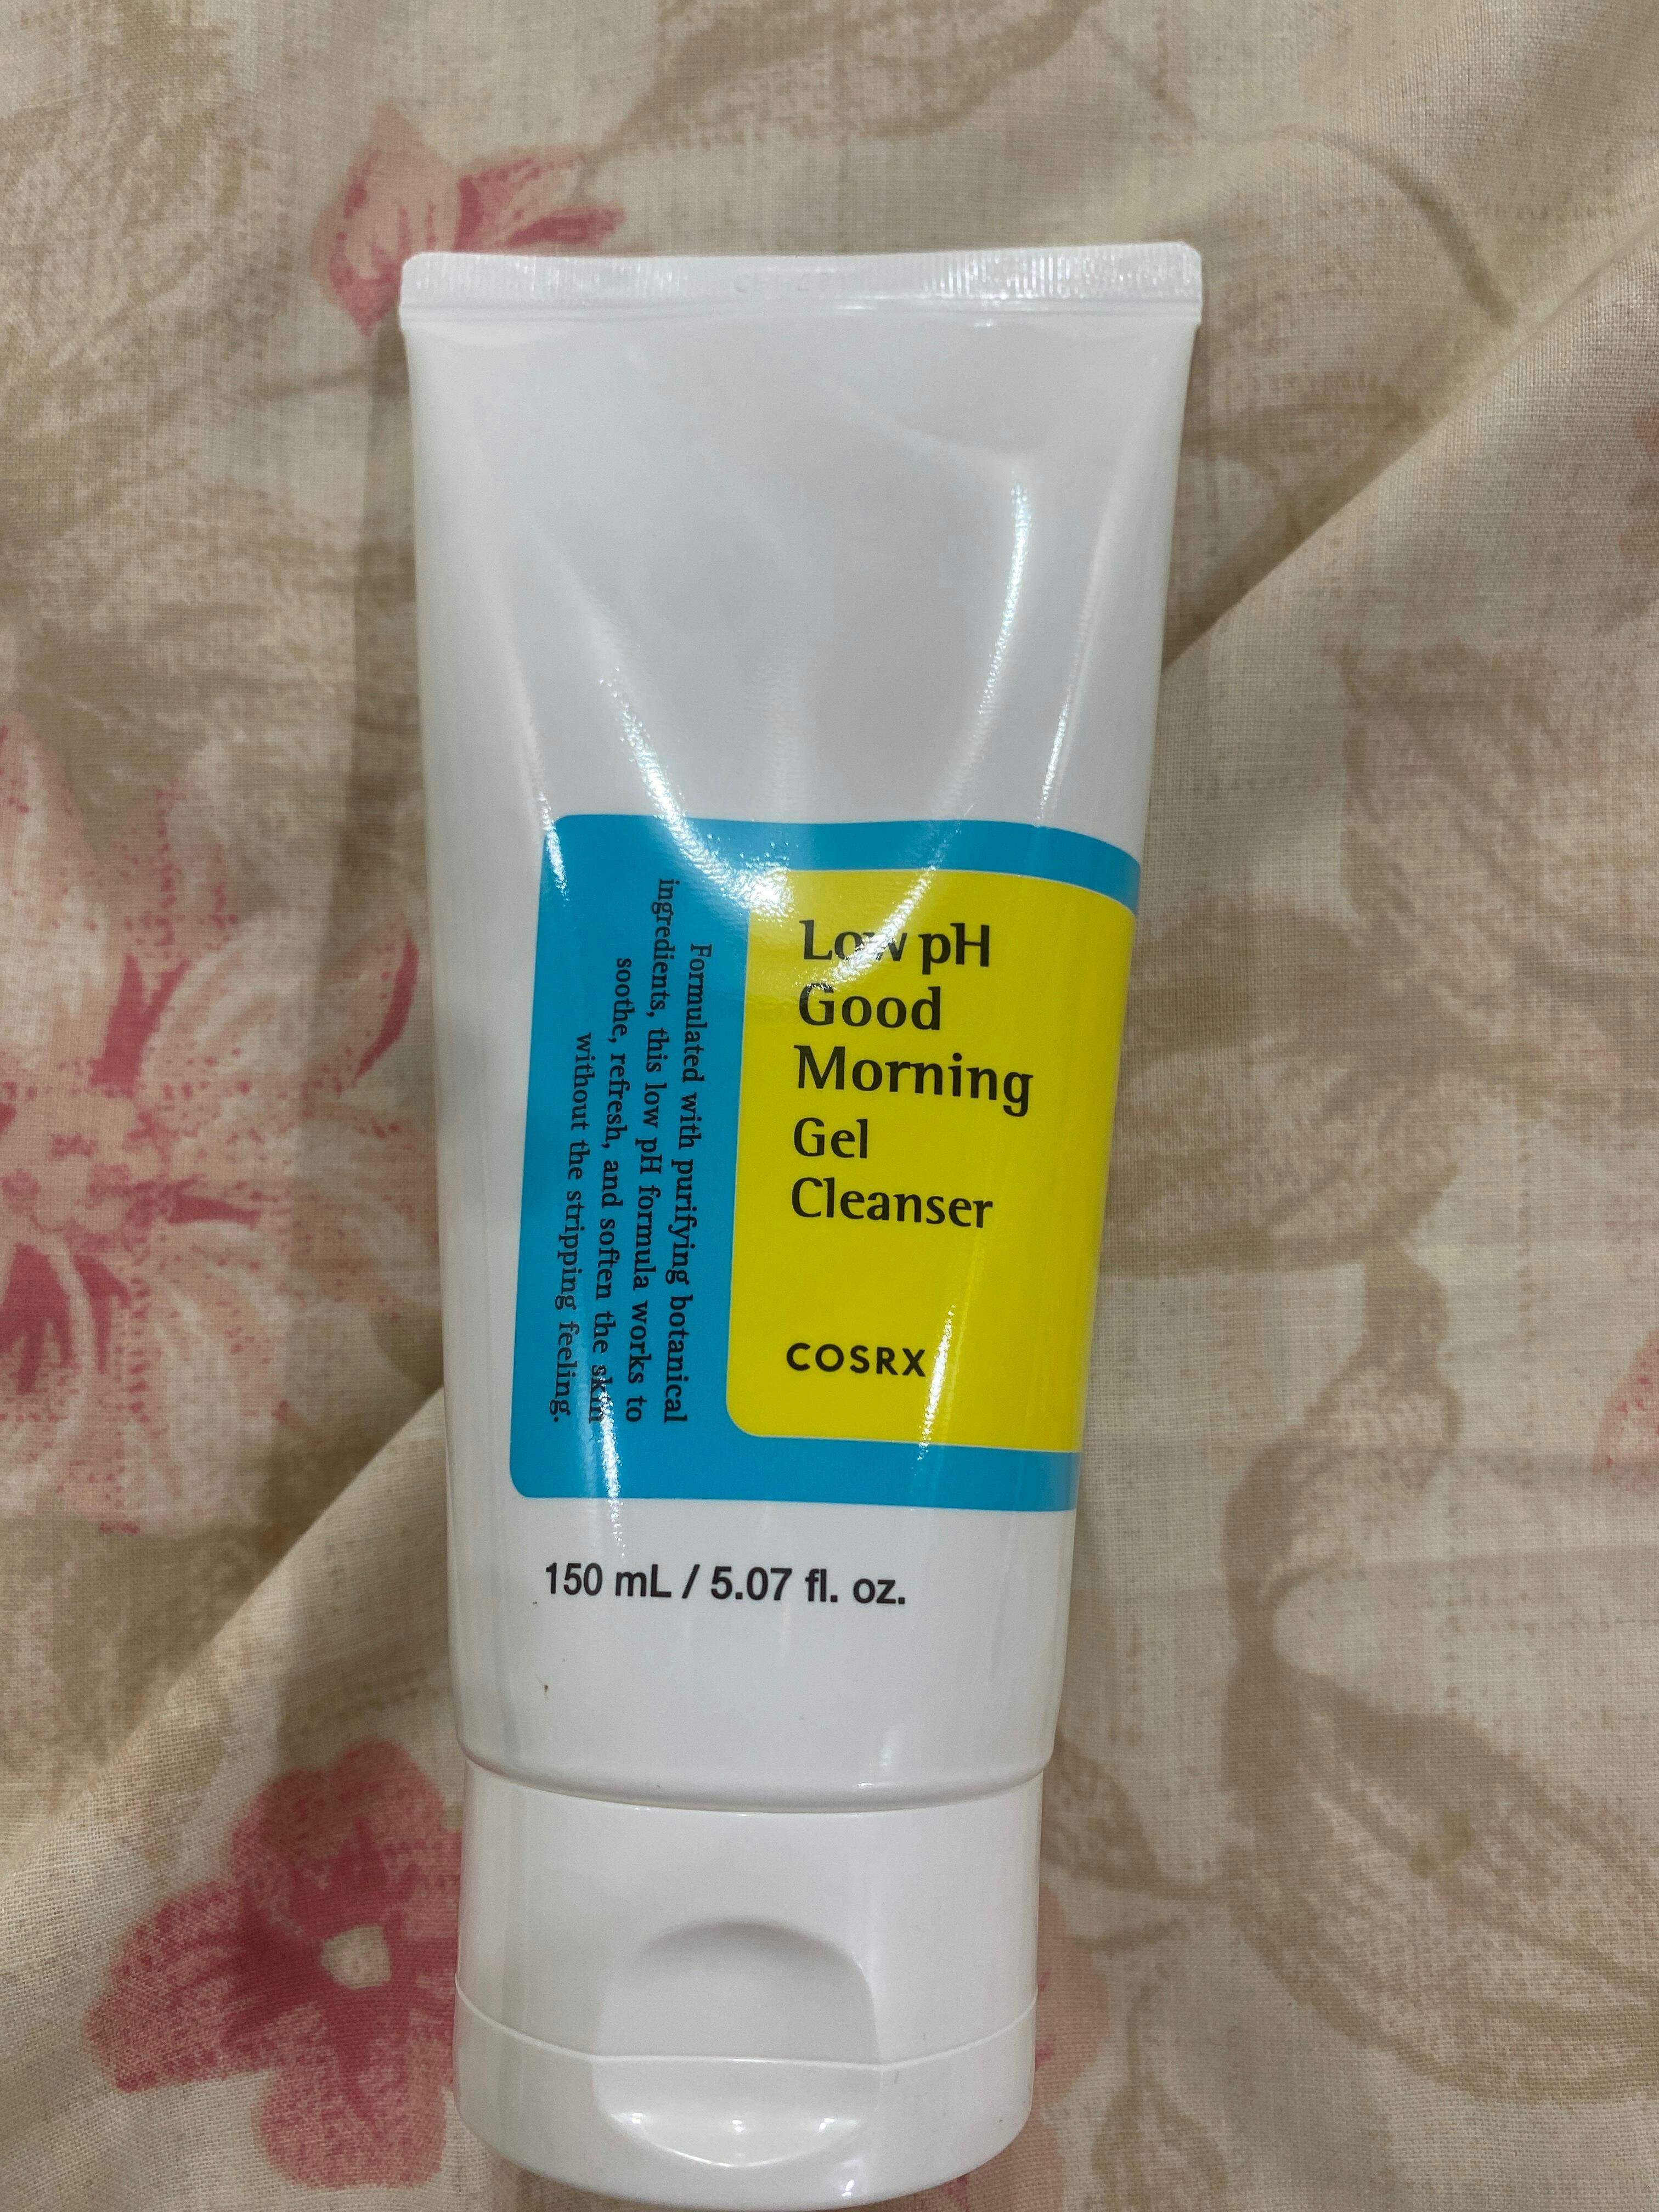 Low pH
Good
Morning
Gel
Cleanser
COSRX
Formulated with purifying botanical
ingredients, this low pH formula works to
soothe, refresh, and soften the skin
without the stripping feeling.
150 mL / 5.07 fl. oz.